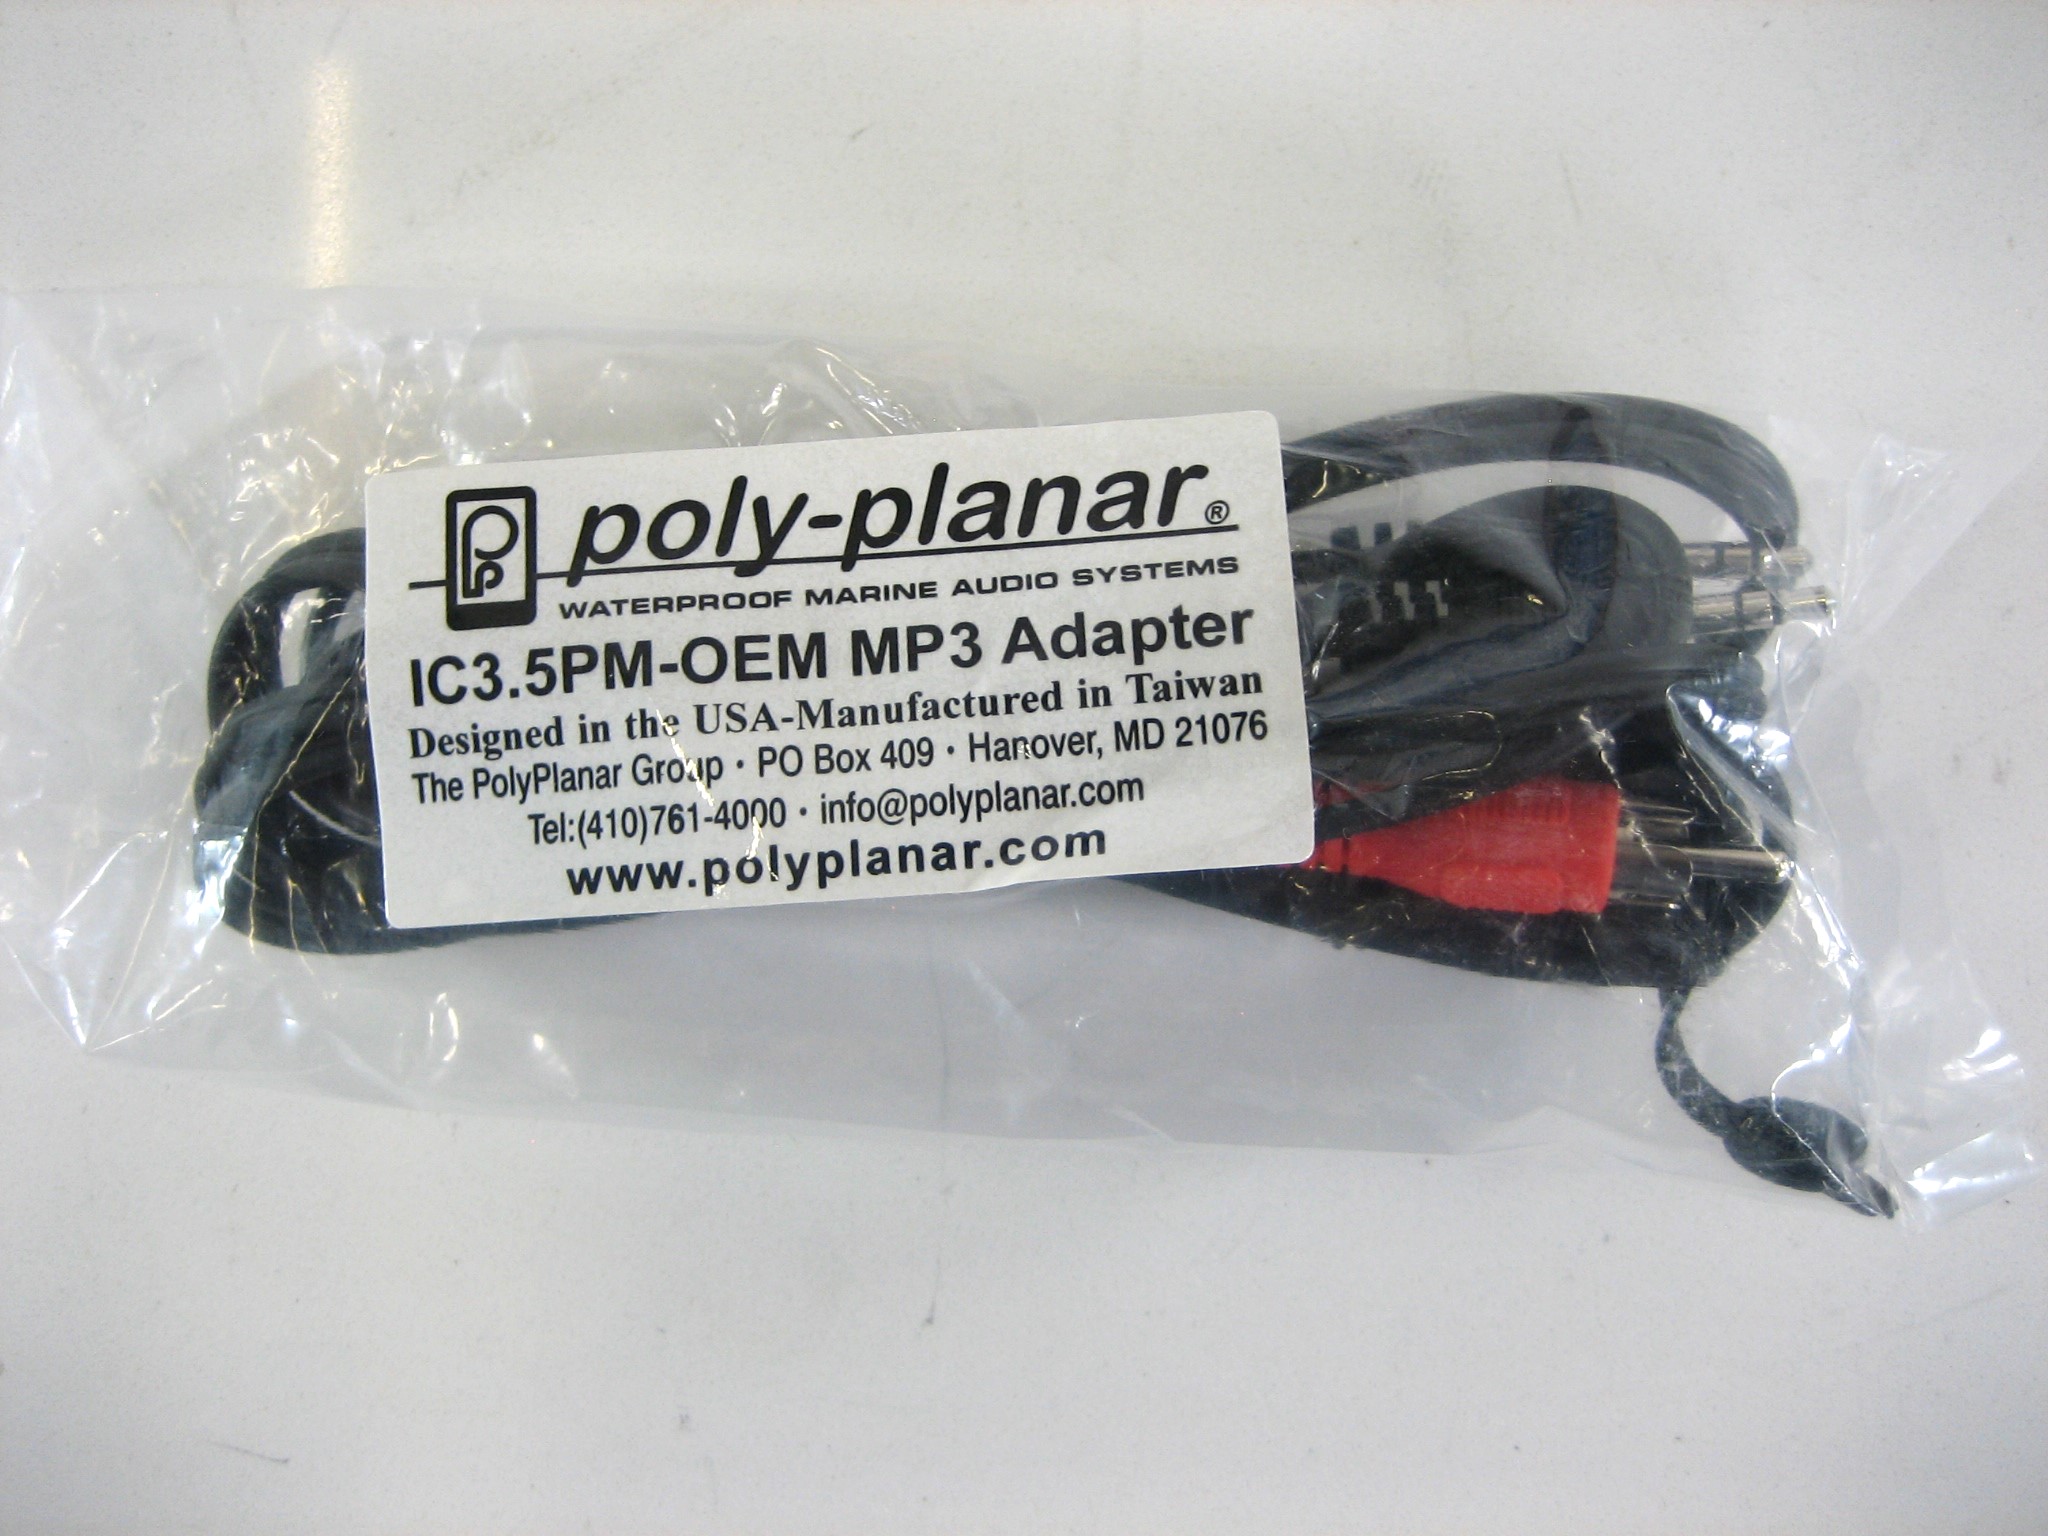 poly-planar®
WATERPROOF MARINE AUDIO SYSTEMS
IC3.5PM-OEM MP3 Adapter
Designed in the USA-Manufactured in Taiwan
The PolyPlanar Group · PO Box 409 · Hanover, MD 21076
Tel:(410)761-4000 · info@polyplanar.com
www.polyplanar.com